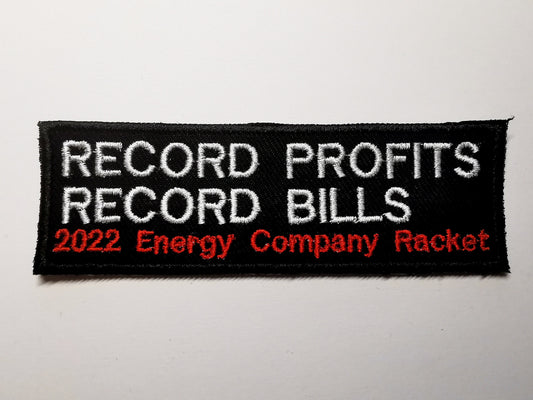 RECORD PROFITS
RECORD BILLS
2022 Energy Company Racket